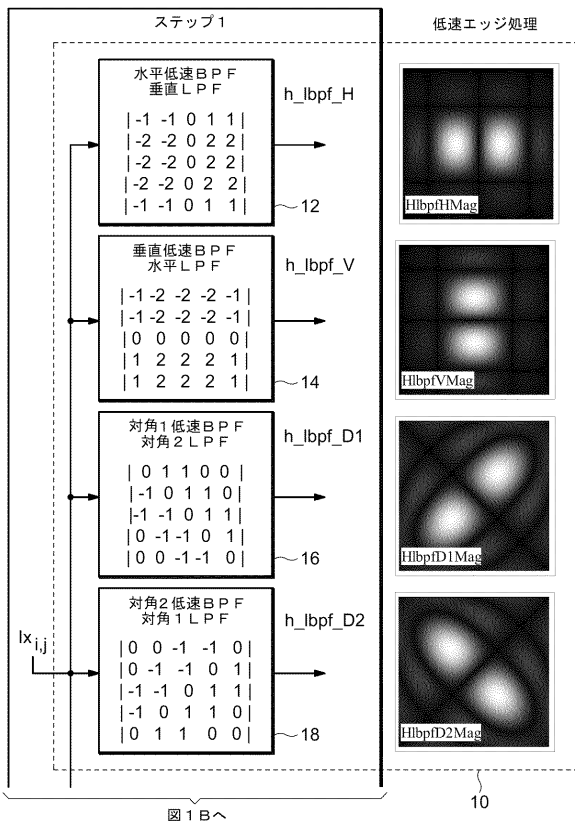 ステップ1
低速エッジ処理
水平低速BPF
垂直LPF
h_lbpf_H
|-1 -1 0 1 1|
|-2 -2 0 2 2|
|-2 -2 0 2 2|
|-2 -2 0 2 2|
|-1 -1 0 1 1|
12
HlbpfHMag
垂直低速BPF
水平LPF
h_lbpf_V
|-1 -2 -2 -2 -1|
|-1 -2 -2 -2 -1|
|0 0 0 0 0|
|1 2 2 2 1|
|1 2 2 2 1|
14
HlbpfVMag
対角1低速BPF
対角2LPF
h_lbpf_D1
|0 1 1 0 0|
|-1 0 1 1 0|
|-1 -1 0 1 1|
|0 -1 -1 0 1|
|0 0 -1 -1 0|
16
HlbpfD1Mag
対角2低速BPF
対角1LPF
h_lbpf_D2
|0 0 -1 -1 0|
|0 -1 -1 0 1|
|-1 -1 0 1 1|
|-1 0 1 1 0|
|0 1 1 0 0|
18
HlbpfD2Mag
Ix i,j
10
図1Bへ